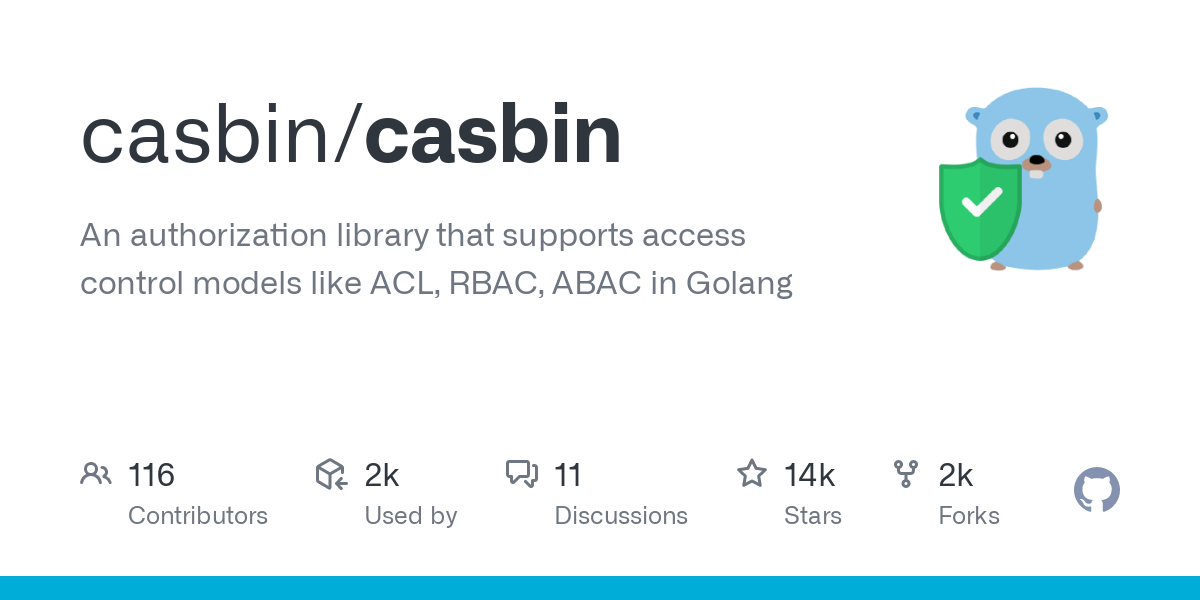 casbin/casbin
An authorization library that supports access
control models like ACL, RBAC, ABAC in Golang
116 2k 11 14k 2k
Contributors Used by Discussions Stars Forks